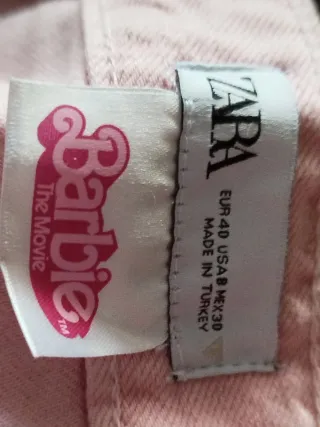 ZARA
EUR 40 USA 8 MEX 30
MADE IN TURKEY
Barbie
The Movie
TM